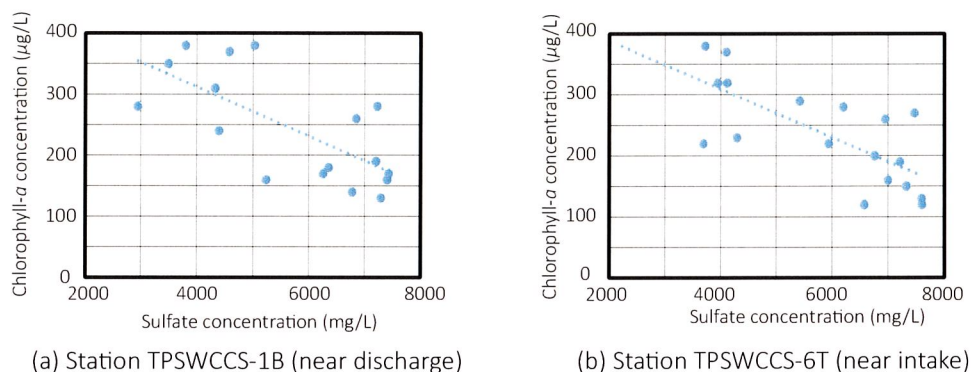 Chlorophyll-a concentration (µg/L)
400
300
200
100
0
2000 4000 6000 8000
Sulfate concentration (mg/L)
(a) Station TPSWCCS-1B (near discharge)
Chlorophyll-a concentration (µg/L)
400
300
200
100
0
2000 4000 6000 8000
Sulfate concentration (mg/L)
(b) Station TPSWCCS-6T (near intake)